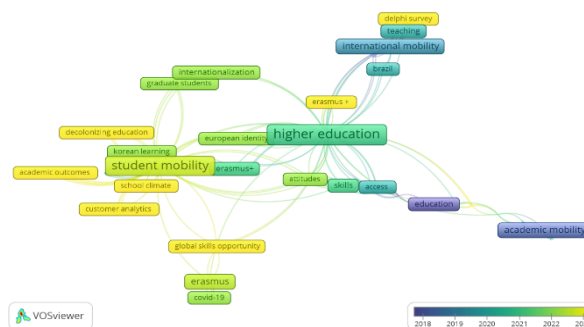 delphi survey
teaching
international mobility
brazil
internationalization
graduate students
erasmus +
decolonizing education
european identity
higher education
korean learning
student mobility
erasmus+
academic outcomes
school climate
attitudes
skills
access
customer analytics
education
academic mobility
global skills opportunity
erasmus
covid-19
VOSviewer
2018 2019 2020 2021 2022